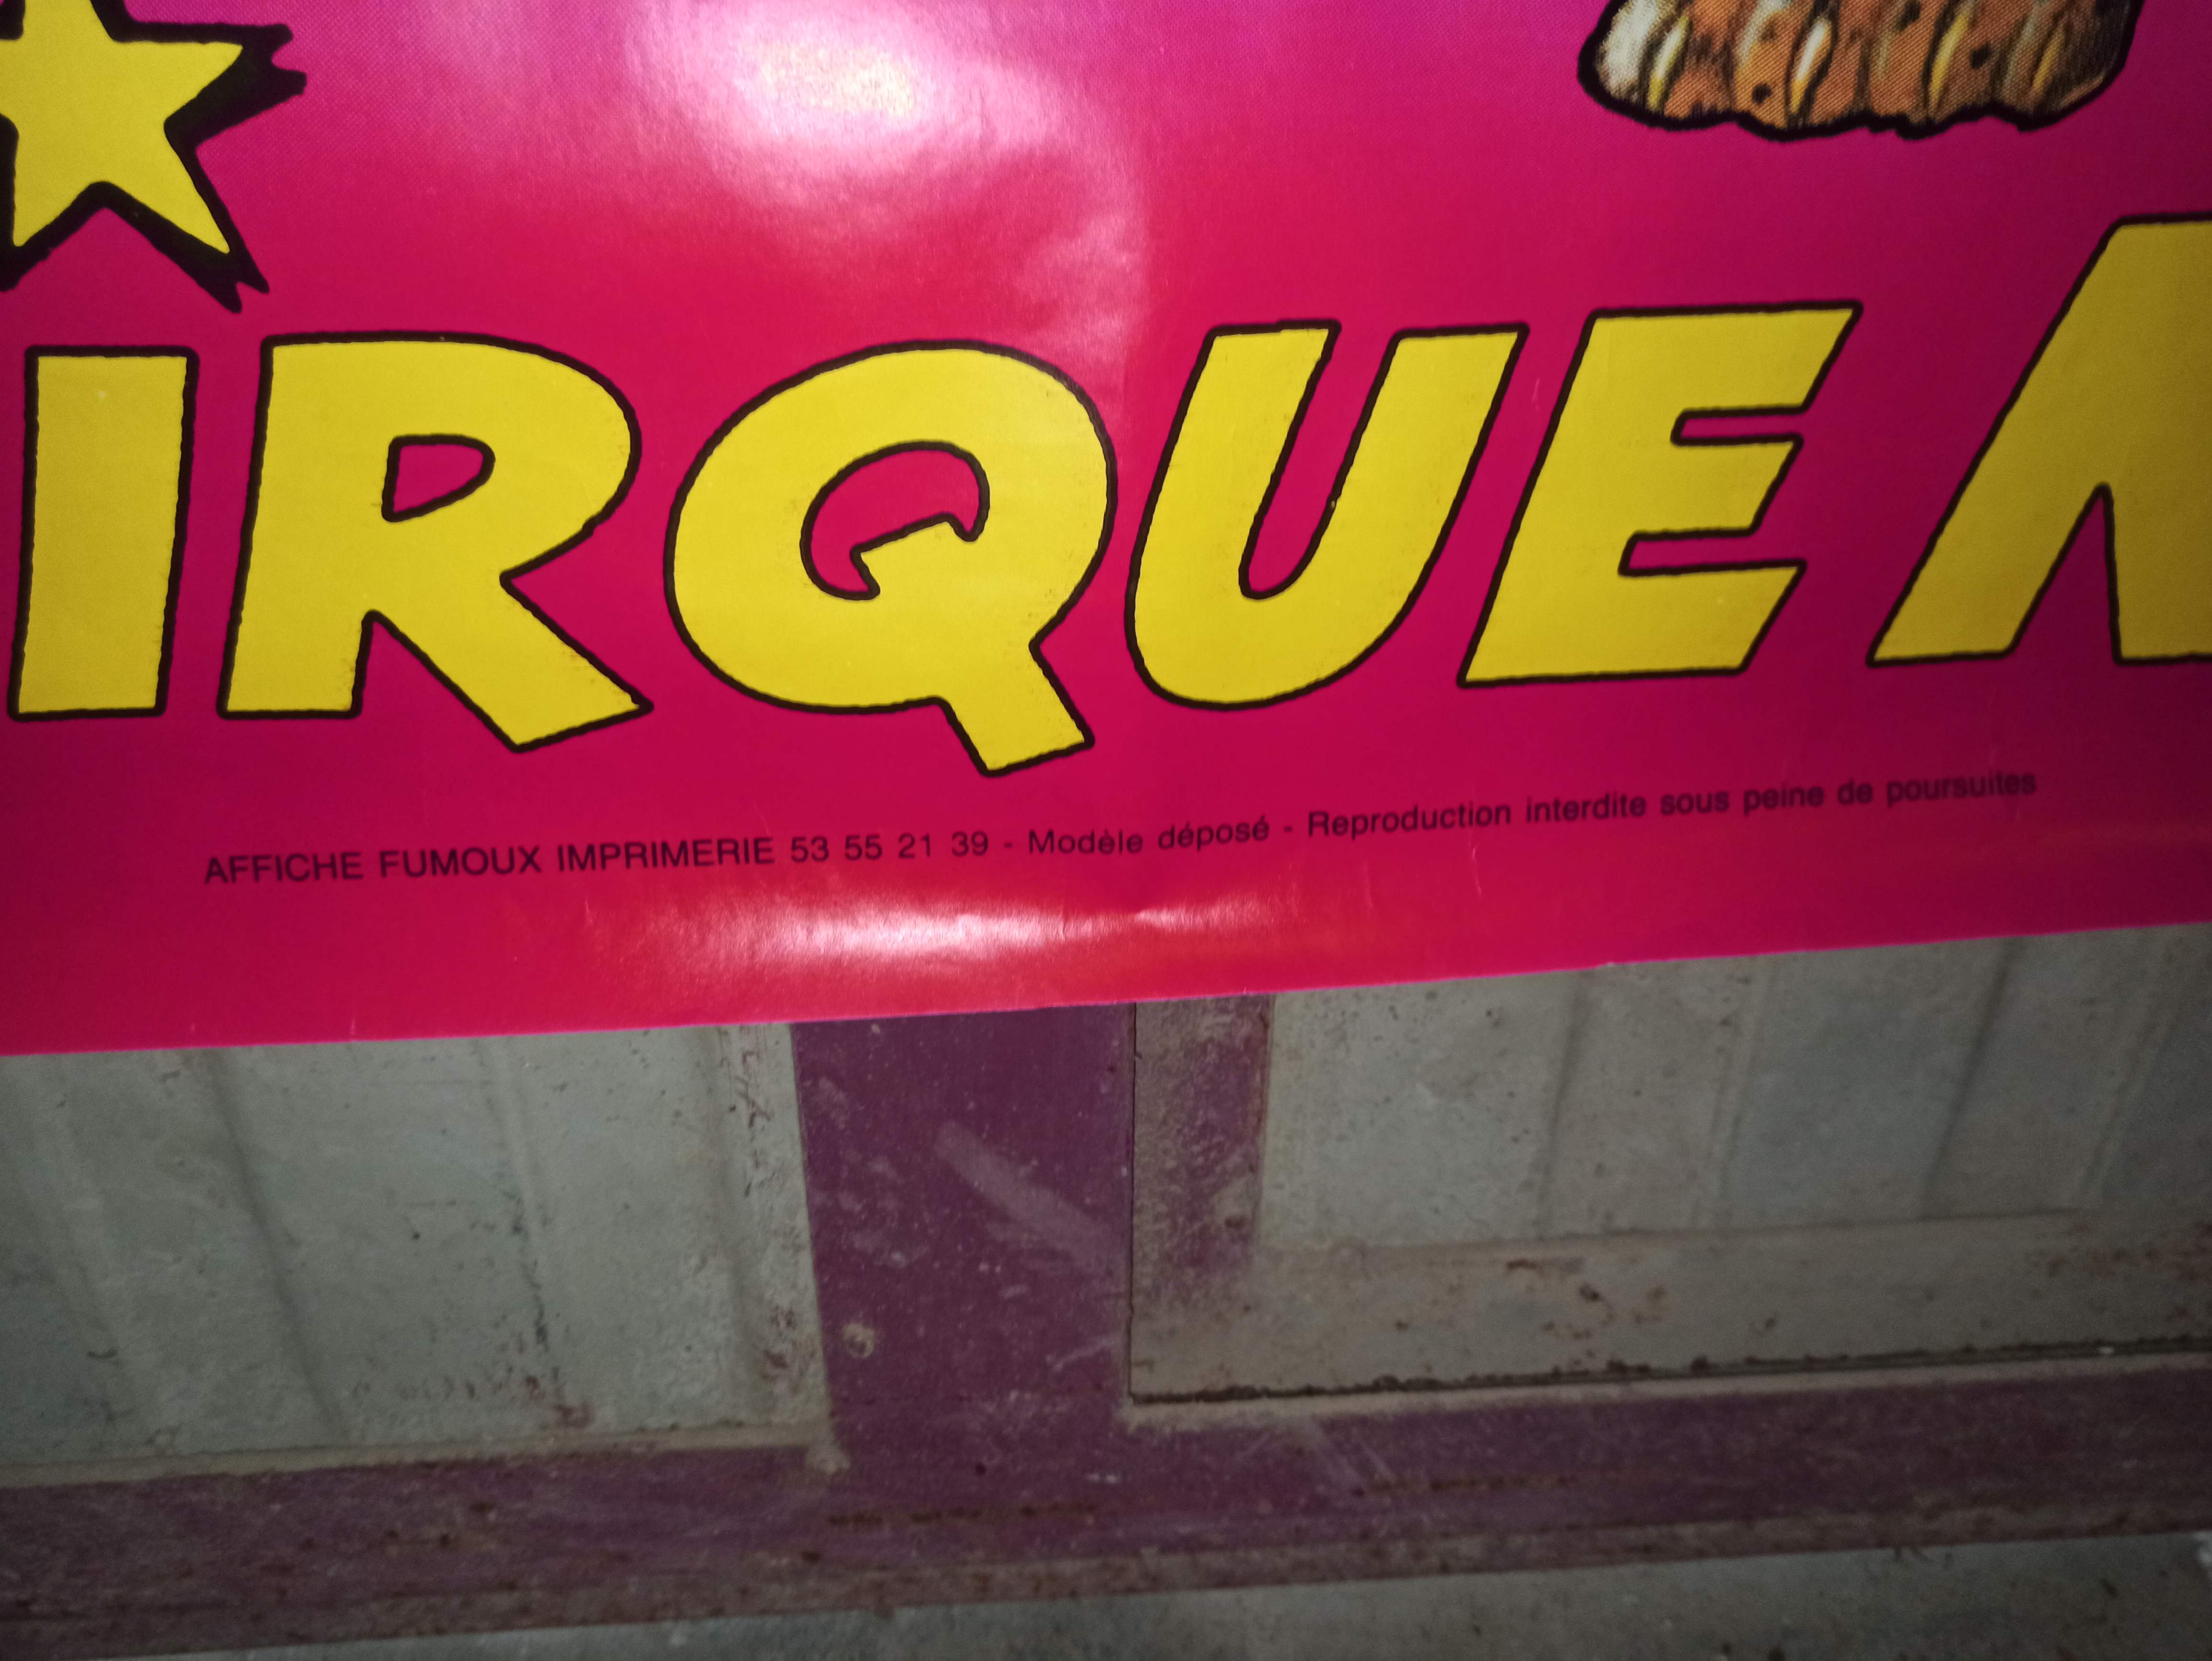 IRQUE
AFFICHE FUMOUX IMPRIMERIE 53 55 21 39 - Modèle déposé - Reproduction interdite sous peine de poursuites